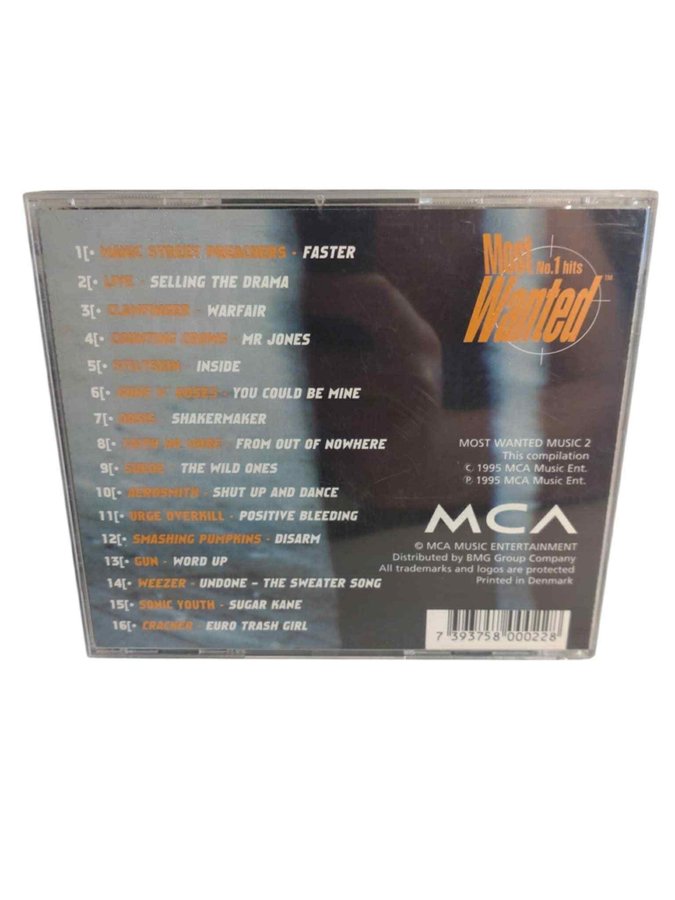 1[• MANIC STREET PREACHERS - FASTER
2[• LIVE - SELLING THE DRAMA
3[• CLAWFINGER - WARFAIR
4[• COUNTING CROWS - MR JONES
5[• STILTSKIN - INSIDE
6[• GUNS N' ROSES - YOU COULD BE MINE
7[• OASIS - SHAKERMAKER
8[• FAITH NO MORE - FROM OUT OF NOWHERE
9[• SUEDE - THE WILD ONES
10[• AEROSMITH - SHUT UP AND DANCE
11[• URGE OVERKILL - POSITIVE BLEEDING
12[• SMASHING PUMPKINS - DISARM
13[• GUN - WORD UP
14[• WEEZER - UNDONE – THE SWEATER SONG
15[• SONIC YOUTH - SUGAR KANE
16[• CRACKER - EURO TRASH GIRL
Most No.1 hits
Wanted™
MOST WANTED MUSIC 2
This compilation
© 1995 MCA Music Ent.
℗ 1995 MCA Music Ent.
MCA
© MCA MUSIC ENTERTAINMENT
Distributed by BMG Group Company
All trademarks and logos are protected
Printed in Denmark
7 393758 000228